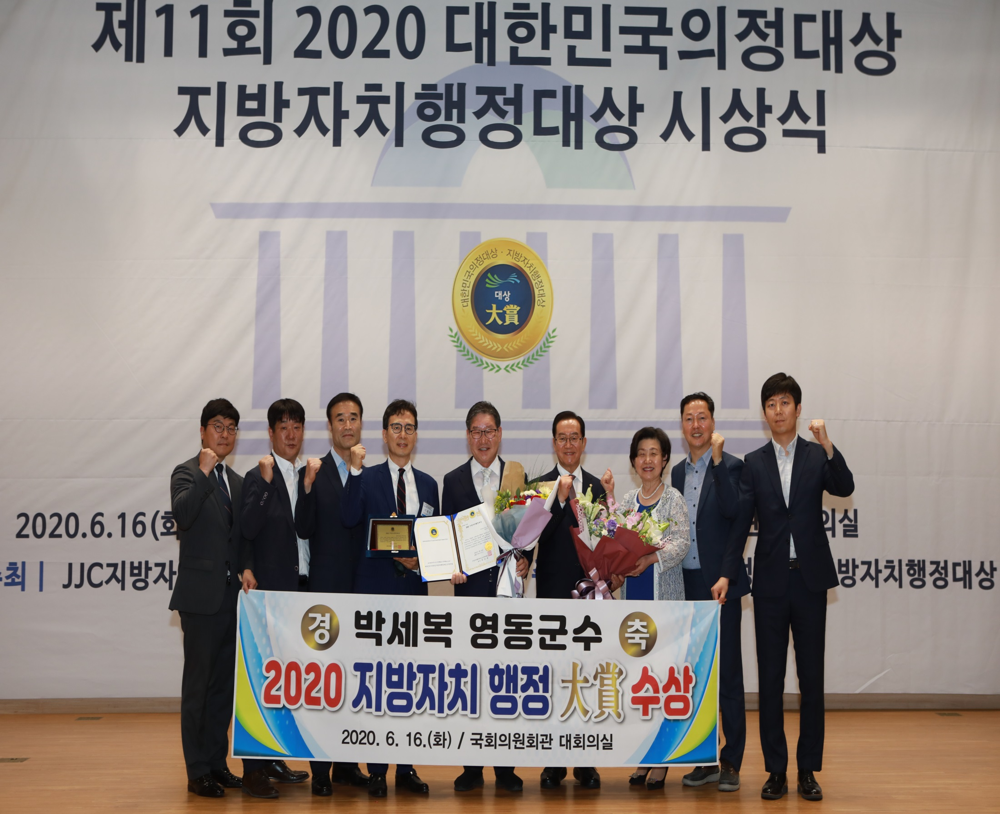 제11회 2020 대한민국의정대상
지방자치행정대상 시상식
대한민국의정대상 · 지방자치행정대상
대상
大賞
2020.6.16(화
의실
최 | JJC지방자
방자치행정대상
경 박세복 영동군수 축
2020 지방자치 행정 大賞 수상
2020. 6. 16.(화) / 국회의원회관 대회의실